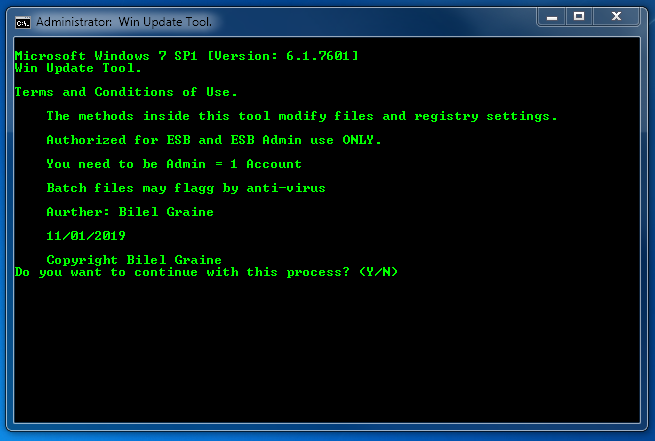 Administrator: Win Update Tool.
Microsoft Windows 7 SP1 [Version: 6.1.7601]
Win Update Tool.
Terms and Conditions of Use.
The methods inside this tool modify files and registry settings.
Authorized for ESB and ESB Admin use ONLY.
You need to be Admin = 1 Account
Batch files may flagg by anti-virus
Aurther: Bilel Graine
11/01/2019
Copyright Bilel Graine
Do you want to continue with this process? (Y/N)